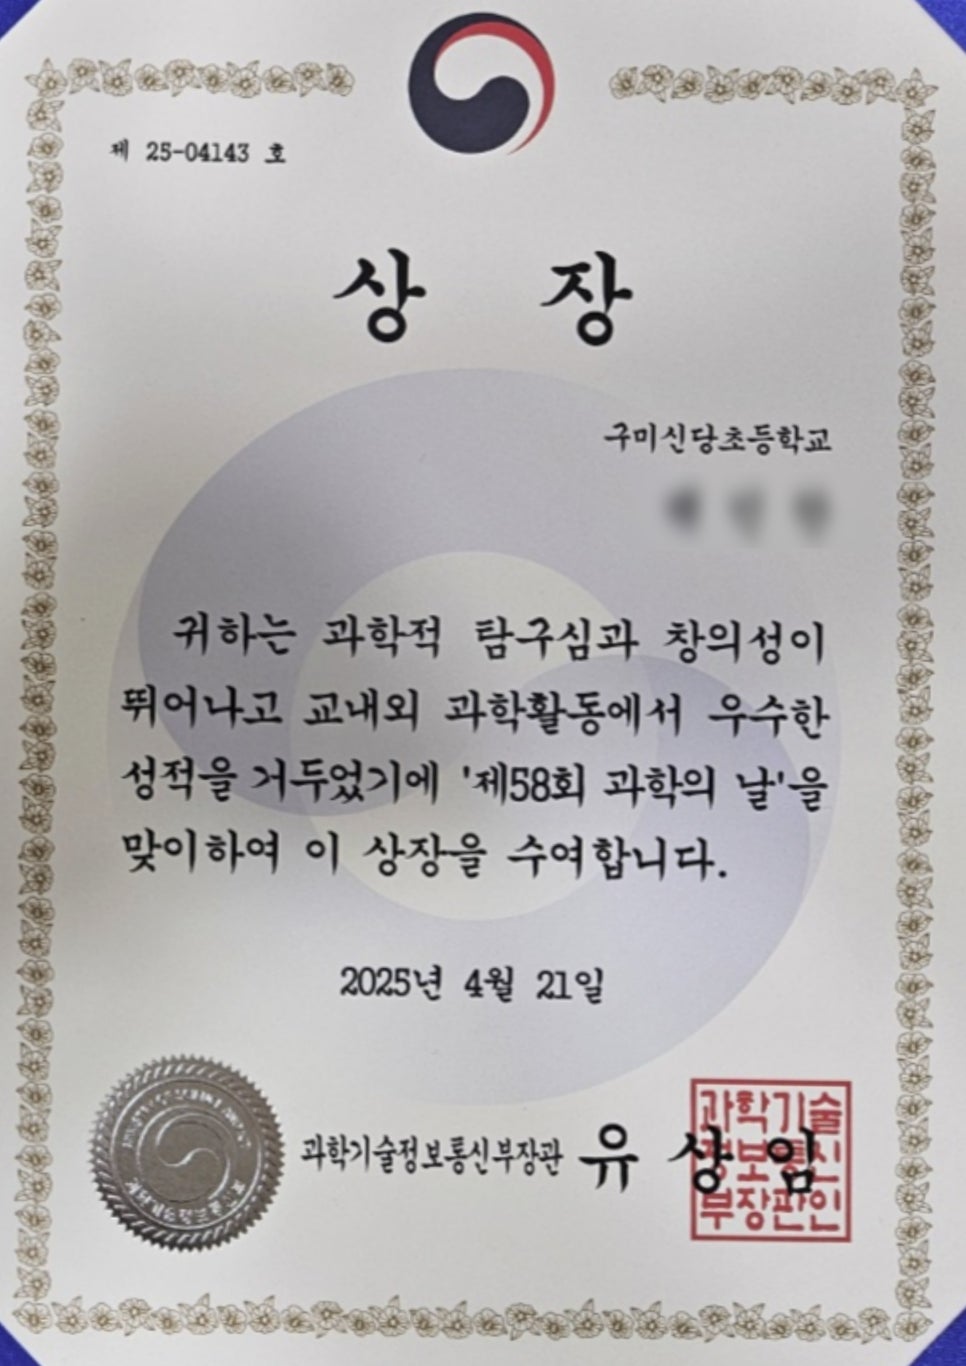 제 25-04143 호
상 장
구미신당초등학교
귀하는 과학적 탐구심과 창의성이
뛰어나고 교내외 과학활동에서 우수한
성적을 거두었기에 '제58회 과학의 날'을
맞이하여 이 상장을 수여합니다.
2025년 4월 21일
과학기술정보통신부장관 유 상 임
과학기술
정보통신
부장관인